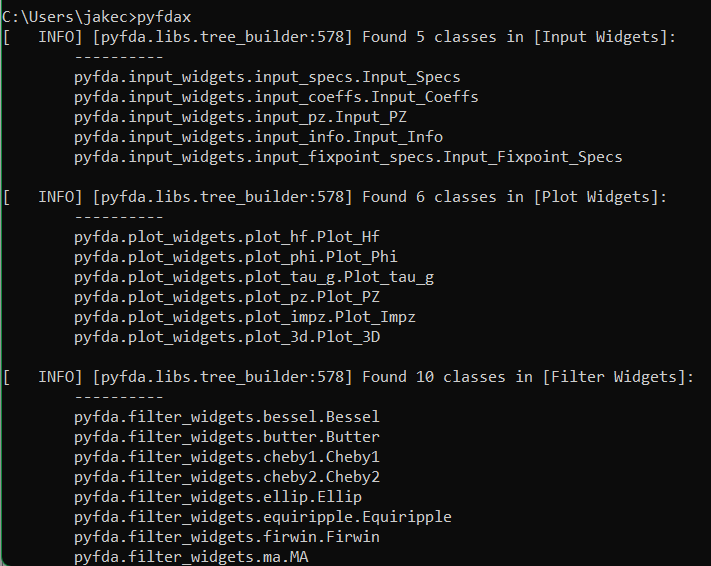 C:\Users\jakec>pyfdax
[   INFO] [pyfda.libs.tree_builder:578] Found 5 classes in [Input Widgets]:
----------
pyfda.input_widgets.input_specs.Input_Specs
pyfda.input_widgets.input_coeffs.Input_Coeffs
pyfda.input_widgets.input_pz.Input_PZ
pyfda.input_widgets.input_info.Input_Info
pyfda.input_widgets.input_fixpoint_specs.Input_Fixpoint_Specs
[   INFO] [pyfda.libs.tree_builder:578] Found 6 classes in [Plot Widgets]:
----------
pyfda.plot_widgets.plot_hf.Plot_Hf
pyfda.plot_widgets.plot_phi.Plot_Phi
pyfda.plot_widgets.plot_tau_g.Plot_tau_g
pyfda.plot_widgets.plot_pz.Plot_PZ
pyfda.plot_widgets.plot_impz.Plot_Impz
pyfda.plot_widgets.plot_3d.Plot_3D
[   INFO] [pyfda.libs.tree_builder:578] Found 10 classes in [Filter Widgets]:
----------
pyfda.filter_widgets.bessel.Bessel
pyfda.filter_widgets.butter.Butter
pyfda.filter_widgets.cheby1.Cheby1
pyfda.filter_widgets.cheby2.Cheby2
pyfda.filter_widgets.ellip.Ellip
pyfda.filter_widgets.equiripple.Equiripple
pyfda.filter_widgets.firwin.Firwin
pyfda.filter_widgets.ma.MA